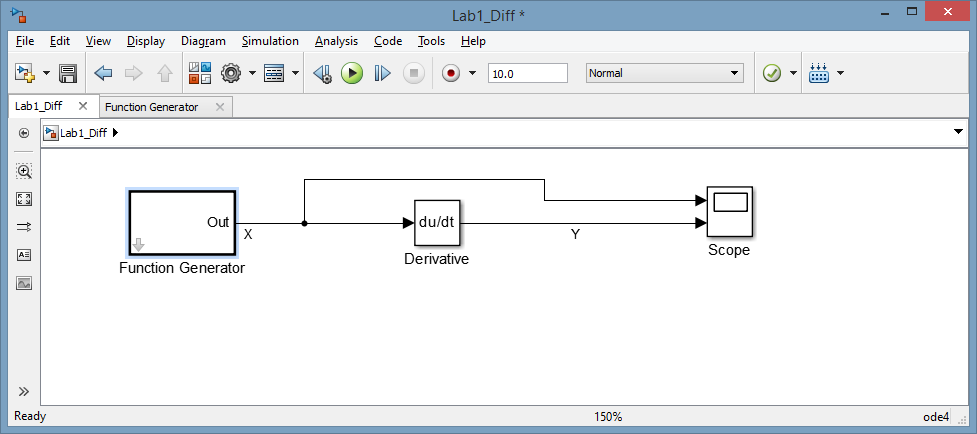 Lab1_Diff *
File Edit View Display Diagram Simulation Analysis Code Tools Help
10.0 Normal
Lab1_Diff Function Generator
Lab1_Diff
Out
X
Function Generator
du/dt
Derivative
Y
Scope
Ready 150% ode4